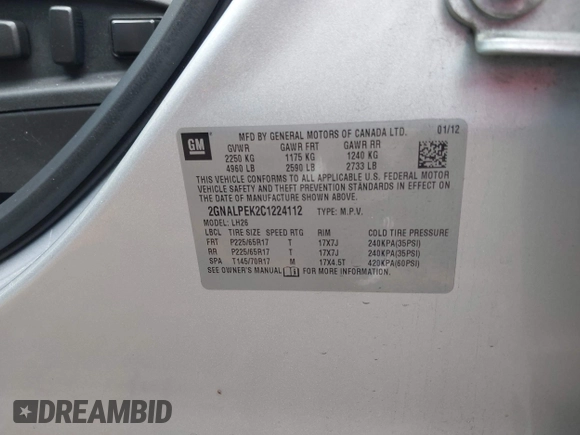 GM
MFD BY GENERAL MOTORS OF CANADA LTD. 01/12
GVWR GAWR FRT GAWR RR
2250 KG 1175 KG 1240 KG
4960 LB 2590 LB 2733 LB
THIS VEHICLE CONFORMS TO ALL APPLICABLE U.S. FEDERAL MOTOR
VEHICLE SAFETY AND THEFT PREVENTION STANDARDS IN EFFECT ON
THE DATE OF MANUFACTURE SHOWN ABOVE.
2GNALPEK2C1224112 TYPE: M.P.V.
MODEL: LH26
LBCL TIRE SIZE SPEED RTG RIM COLD TIRE PRESSURE
FRT P225/65R17 T 17X7J 240KPA(35PSI)
RR P225/65R17 T 17X7J 240KPA(35PSI)
SPA T145/70R17 M 17X4.5T 420KPA(60PSI)
SEE OWNER'S MANUAL i FOR MORE INFORMATION.
DREAMBID